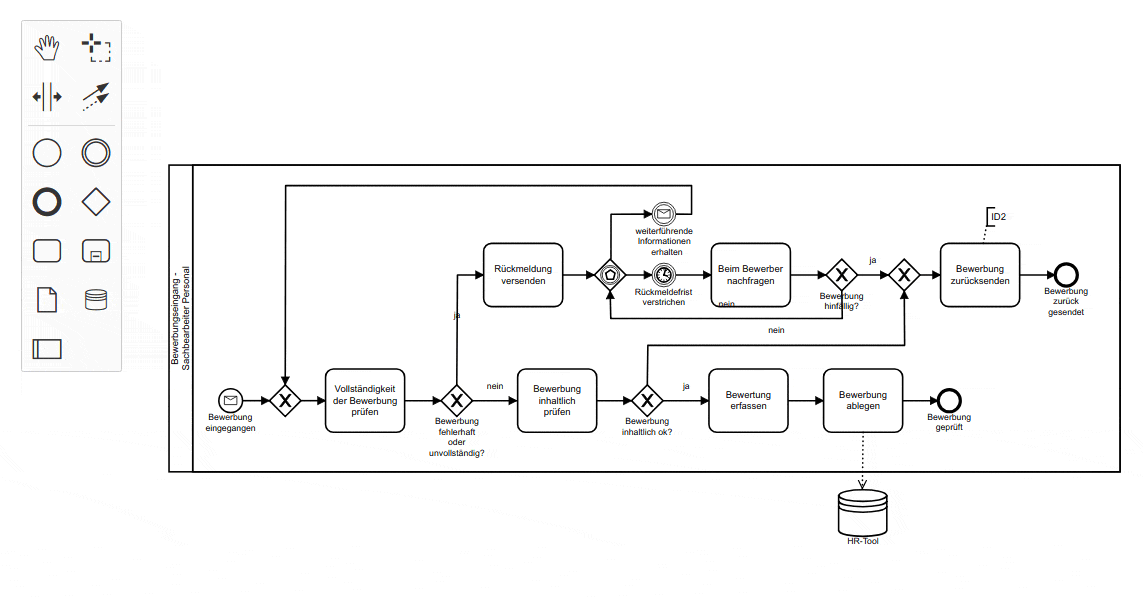 Bewerbungseingang -
Sachbearbeiter Personal
ID2
weiterführende
Informationen
erhalten
Rückmeldung
versenden
Rückmeldefrist
verstrichen
Beim Bewerber
nachfragen
nein
Bewerbung
hinfällig?
ja
Bewerbung
zurücksenden
Bewerbung
zurück
gesendet
ja
nein
Bewerbung
eingegangen
Vollständigkeit
der Bewerbung
prüfen
Bewerbung
fehlerhaft
oder
unvollständig?
nein
Bewerbung
inhaltlich
prüfen
Bewerbung
inhaltlich ok?
ja
Bewertung
erfassen
Bewerbung
ablegen
Bewerbung
geprüft
HR-Tool